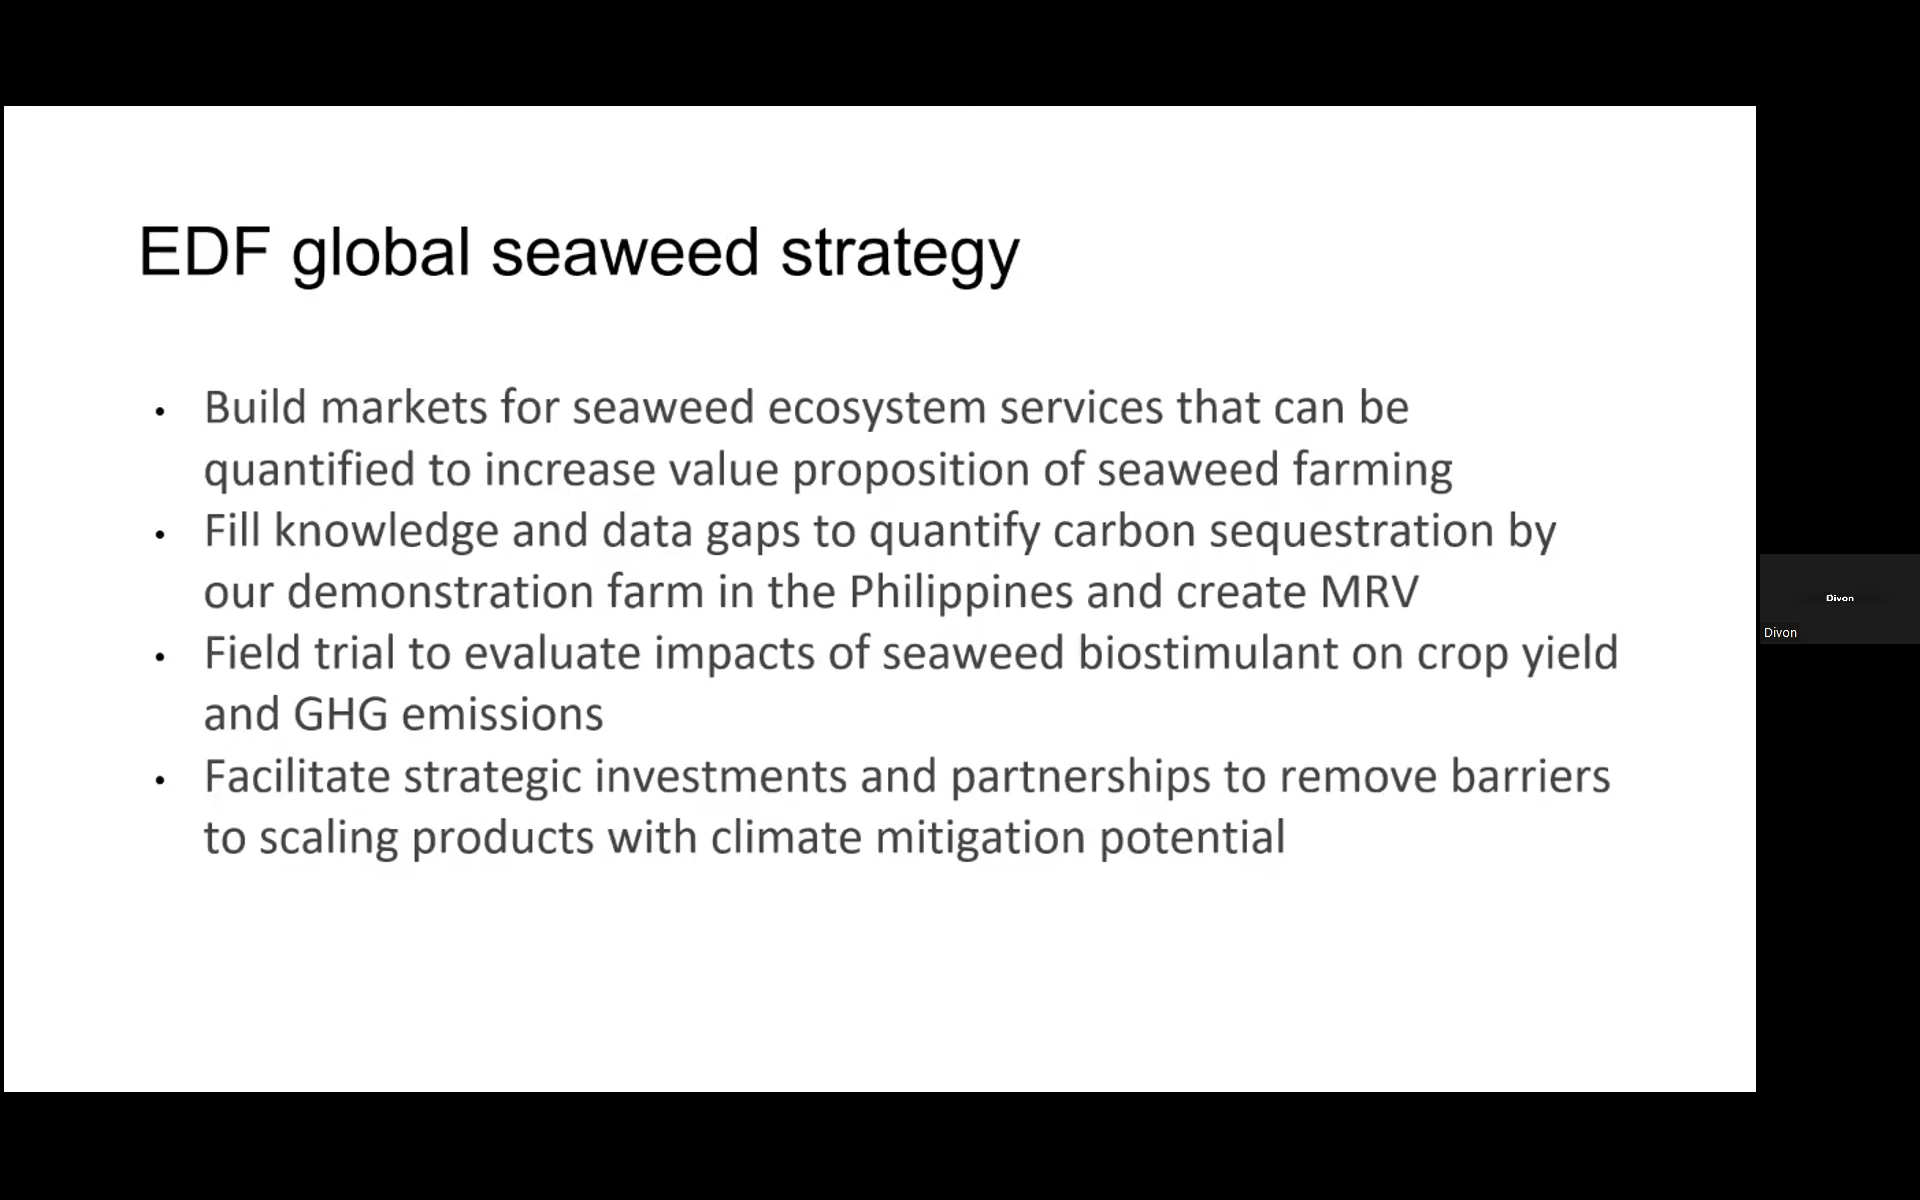 EDF global seaweed strategy
• Build markets for seaweed ecosystem services that can be
quantified to increase value proposition of seaweed farming
• Fill knowledge and data gaps to quantify carbon sequestration by
our demonstration farm in the Philippines and create MRV
• Field trial to evaluate impacts of seaweed biostimulant on crop yield
and GHG emissions
• Facilitate strategic investments and partnerships to remove barriers
to scaling products with climate mitigation potential
Divon
Divon